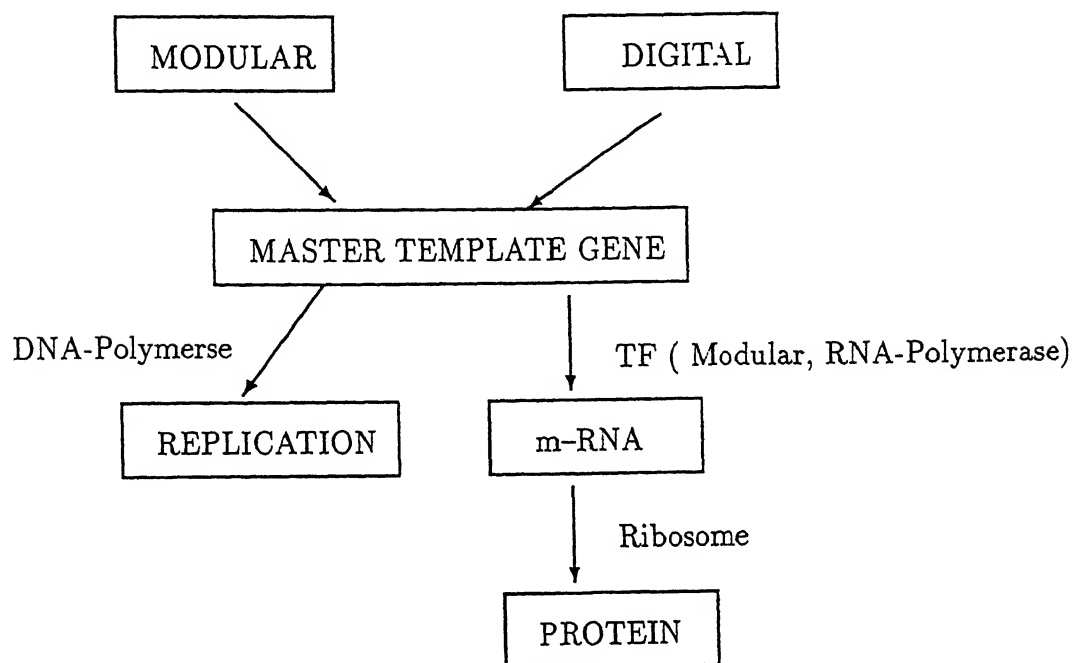 MODULAR
DIGITAL
MASTER TEMPLATE GENE
DNA-Polymerse
TF ( Modular, RNA-Polymerase)
REPLICATION
m–RNA
Ribosome
PROTEIN